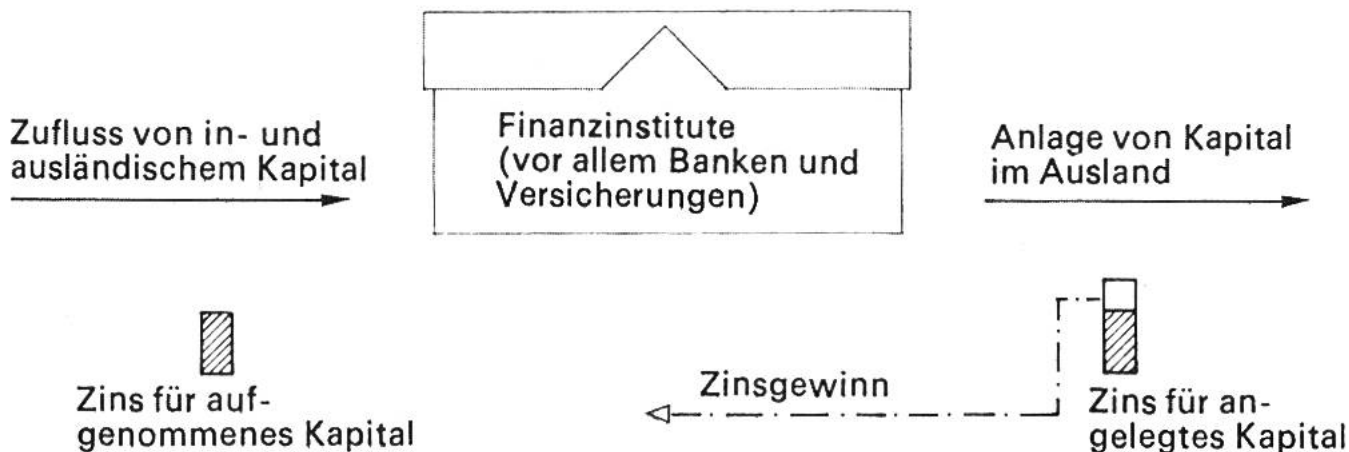 Zufluss von in- und
ausländischem Kapital
Finanzinstitute
(vor allem Banken und
Versicherungen)
Anlage von Kapital
im Ausland
Zins für auf-
genommenes Kapital
Zinsgewinn
Zins für an-
gelegtes Kapital